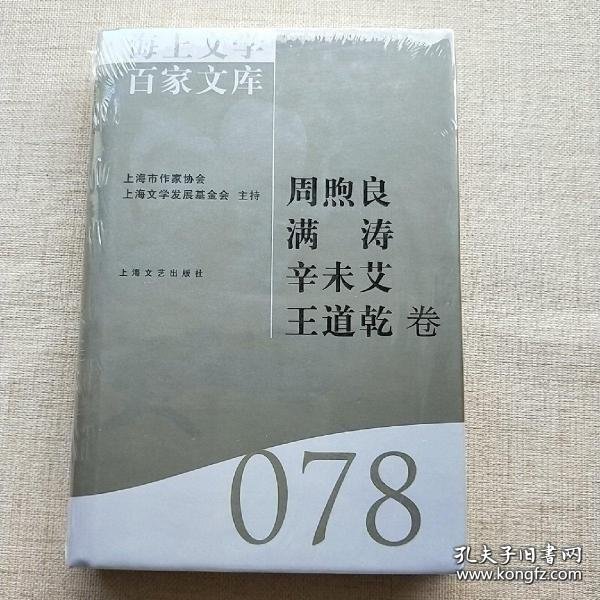 海上文学
百家文库
上海市作家协会
上海文学发展基金会 主持
上海文艺出版社
周煦良
满 涛
辛未艾
王道乾 卷
078
孔夫子旧书网
www.kongfz.com